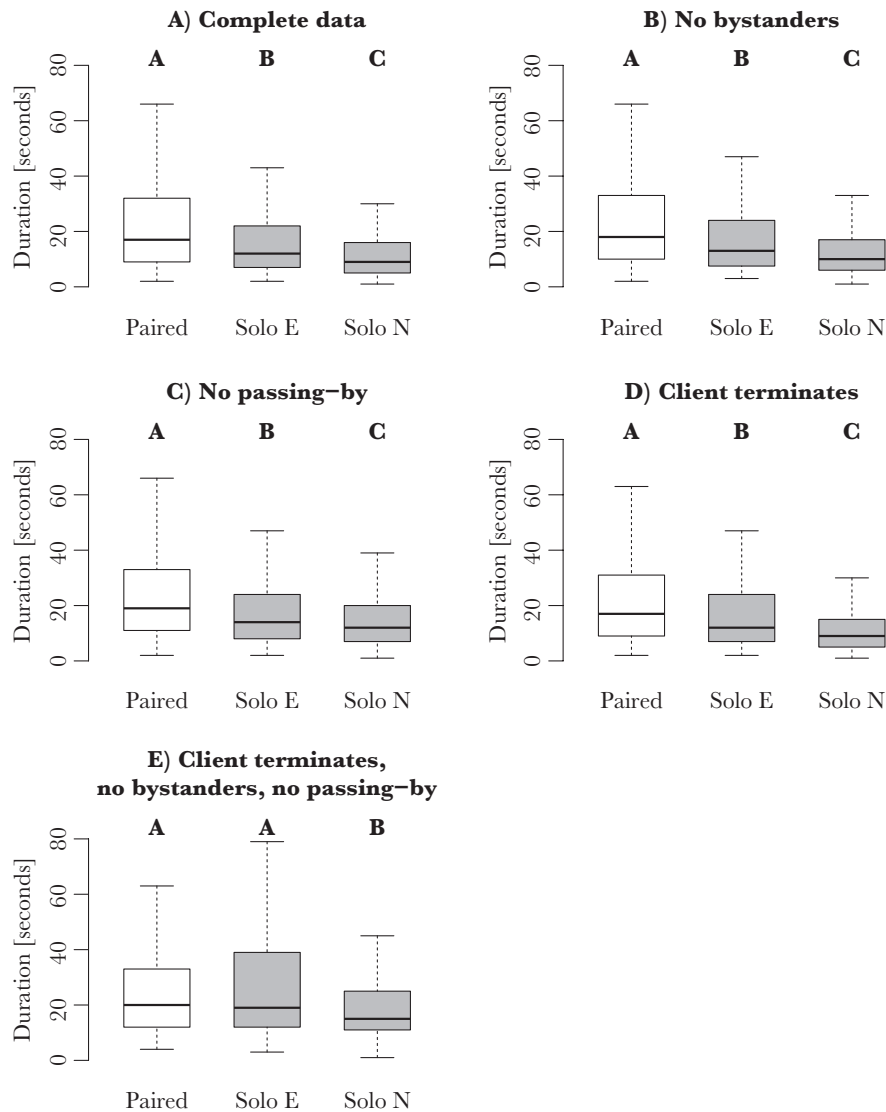 A) Complete data
A B C
80
60
40
20
0
Duration [seconds]
Paired Solo E Solo N
B) No bystanders
A B C
80
60
40
20
0
Duration [seconds]
Paired Solo E Solo N
C) No passing−by
A B C
80
60
40
20
0
Duration [seconds]
Paired Solo E Solo N
D) Client terminates
A B C
80
60
40
20
0
Duration [seconds]
Paired Solo E Solo N
E) Client terminates,
no bystanders, no passing−by
A A B
80
60
40
20
0
Duration [seconds]
Paired Solo E Solo N